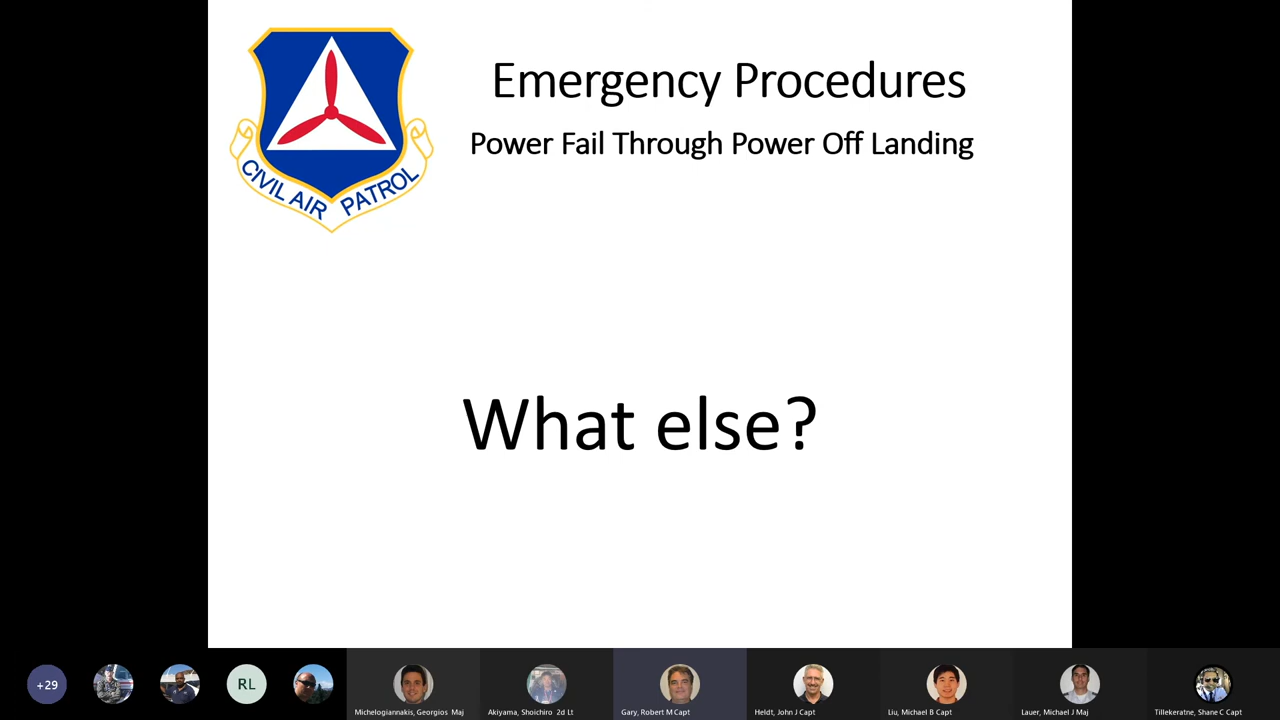 Emergency Procedures
Power Fail Through Power Off Landing
CIVIL AIR PATROL
What else?
+29
RL
Michelogiannakis, Georgios Maj
Akiyama, Shoichiro 2d Lt
Gary, Robert M Capt
Heldt, John J Capt
Liu, Michael B Capt
Lauer, Michael J Maj
Tillekeratne, Shane C Capt